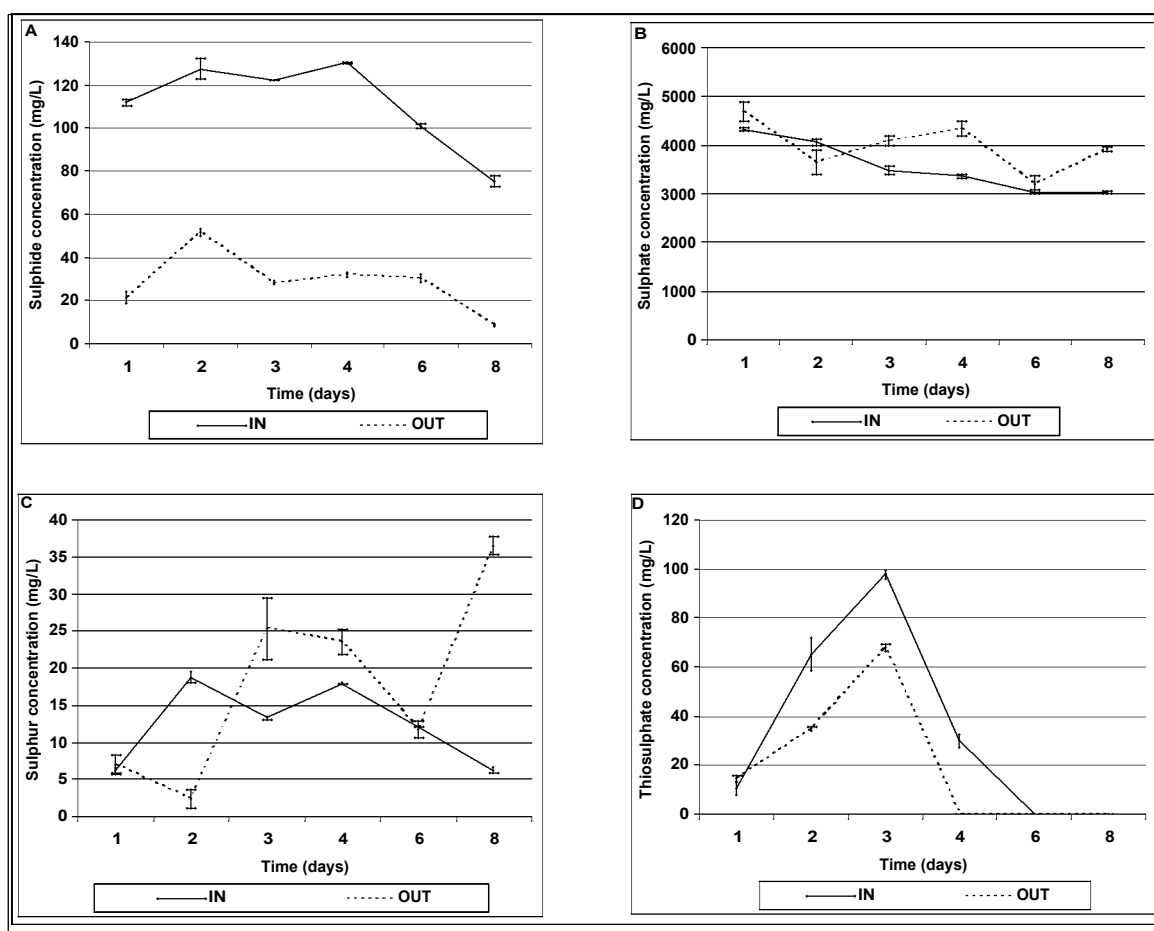 A
Sulphide concentration (mg/L)
140
120
100
80
60
40
20
0
1 2 3 4 6 8
Time (days)
IN OUT
B
Sulphate concentration (mg/L)
6000
5000
4000
3000
2000
1000
0
1 2 3 4 6 8
Time (days)
IN OUT
C
Sulphur concentration (mg/L)
40
35
30
25
20
15
10
5
0
1 2 3 4 6 8
Time (days)
IN OUT
D
Thiosulphate concentration (mg/L)
120
100
80
60
40
20
0
1 2 3 4 6 8
Time (days)
IN OUT